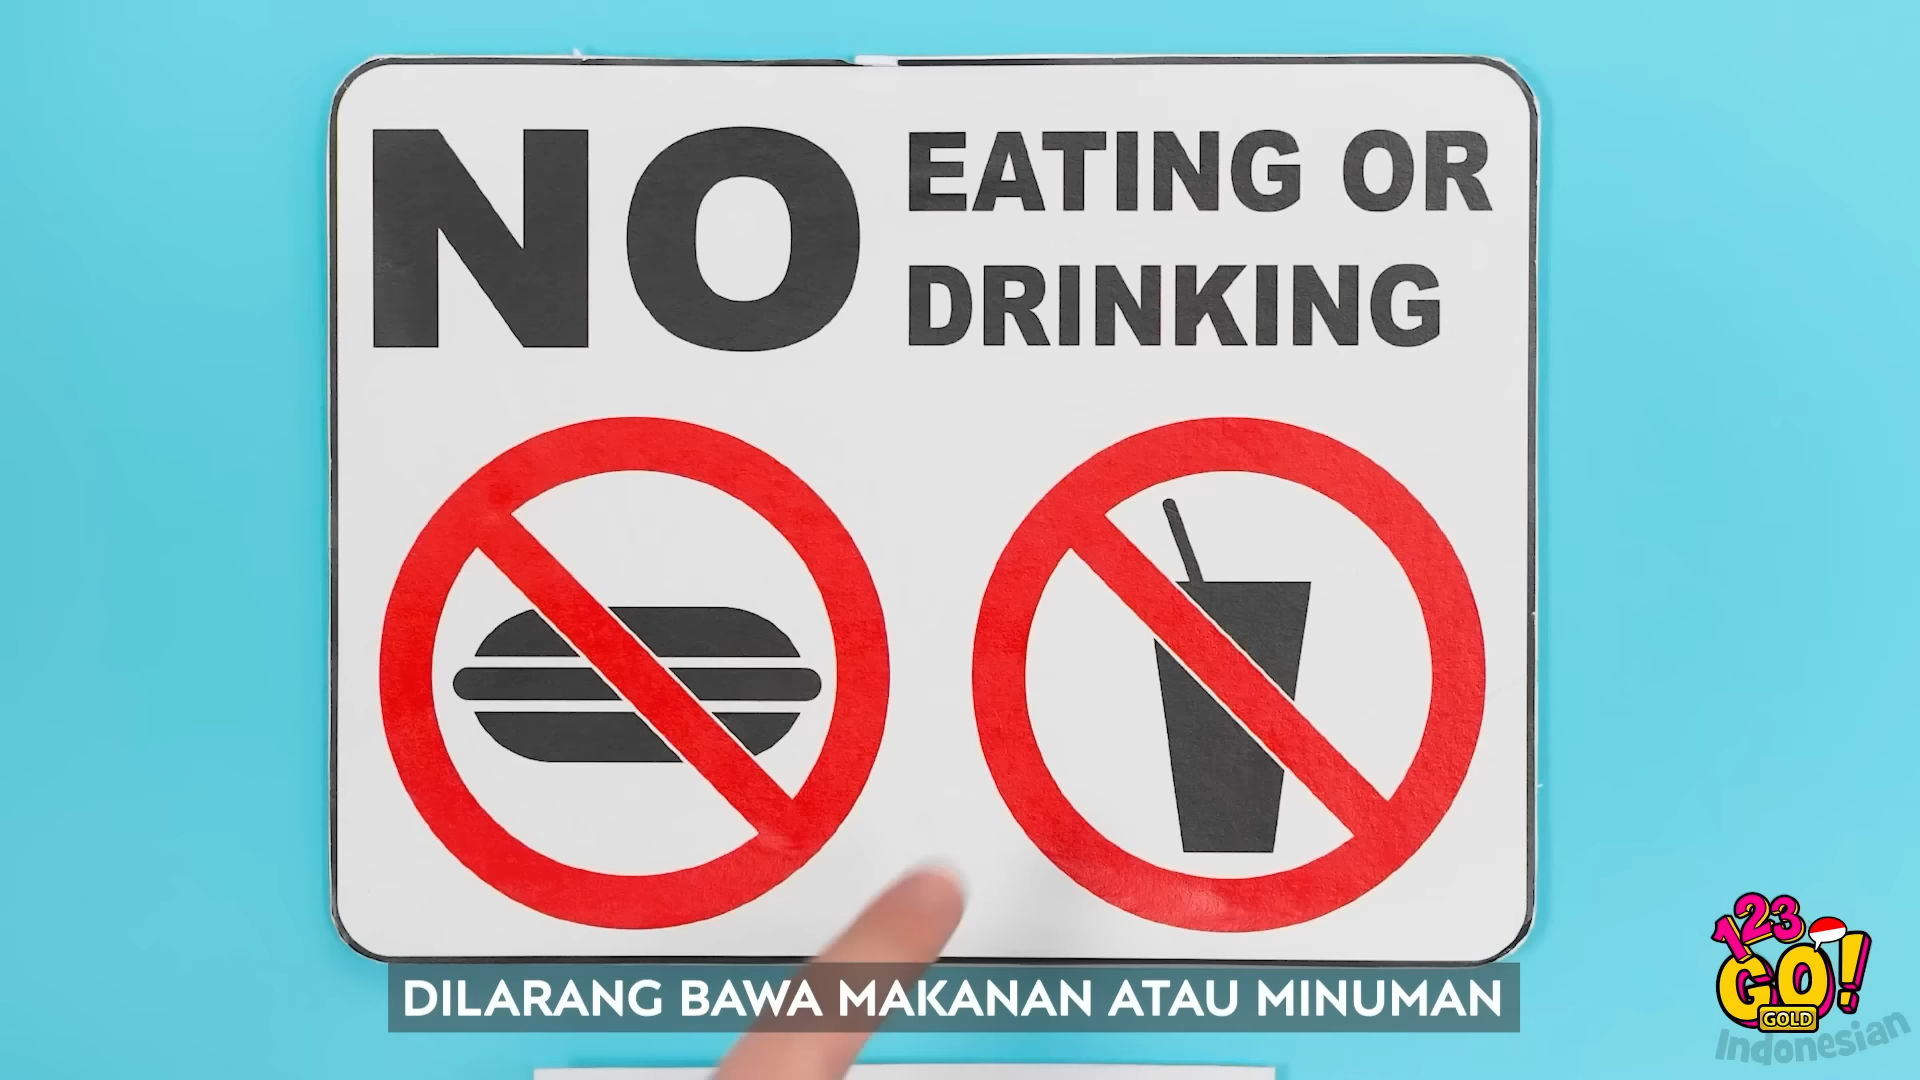 NO
EATING OR
DRINKING
DILARANG BAWA MAKANAN ATAU MINUMAN
123
GO!
GOLD
Indonesian